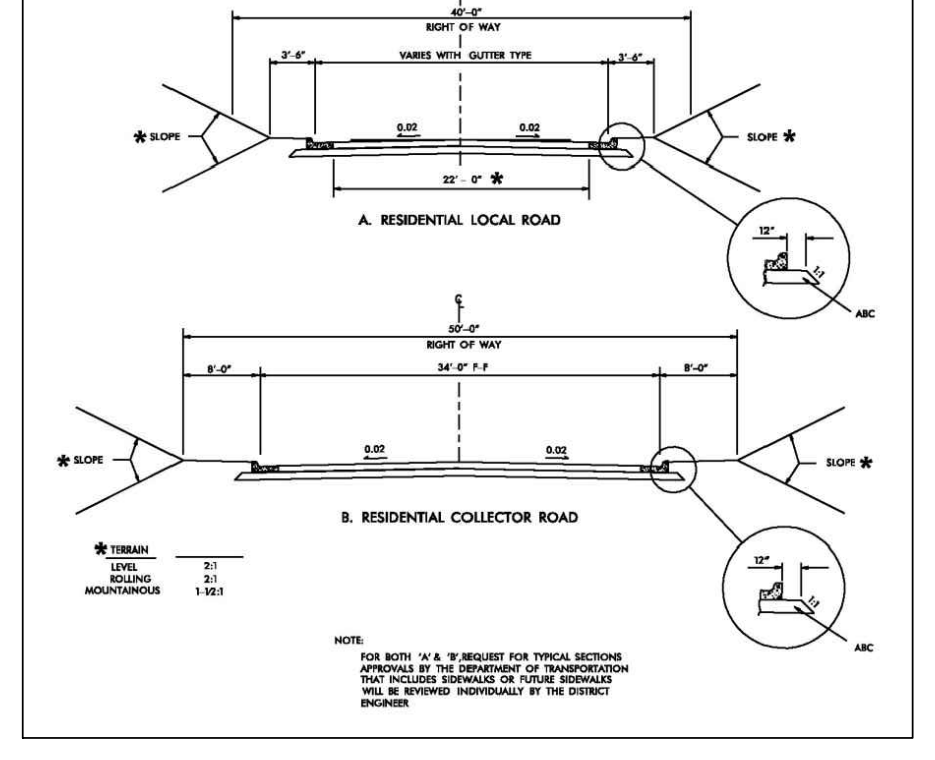 40'-0"
RIGHT OF WAY
3'-6" VARIES WITH GUTTER TYPE 3'-6"
* SLOPE 0.02 0.02 SLOPE *
22' - 0" *
A. RESIDENTIAL LOCAL ROAD
12"
1:1
ABC
℄
50'-0"
RIGHT OF WAY
8'-0" 34'-0" F-F 8'-0"
* SLOPE 0.02 0.02 SLOPE *
B. RESIDENTIAL COLLECTOR ROAD
* TERRAIN
LEVEL 2:1
ROLLING 2:1
MOUNTAINOUS 1-1/2:1
12"
1:1
ABC
NOTE:
FOR BOTH 'A' & 'B', REQUEST FOR TYPICAL SECTIONS
APPROVALS BY THE DEPARTMENT OF TRANSPORTATION
THAT INCLUDES SIDEWALKS OR FUTURE SIDEWALKS
WILL BE REVIEWED INDIVIDUALLY BY THE DISTRICT
ENGINEER